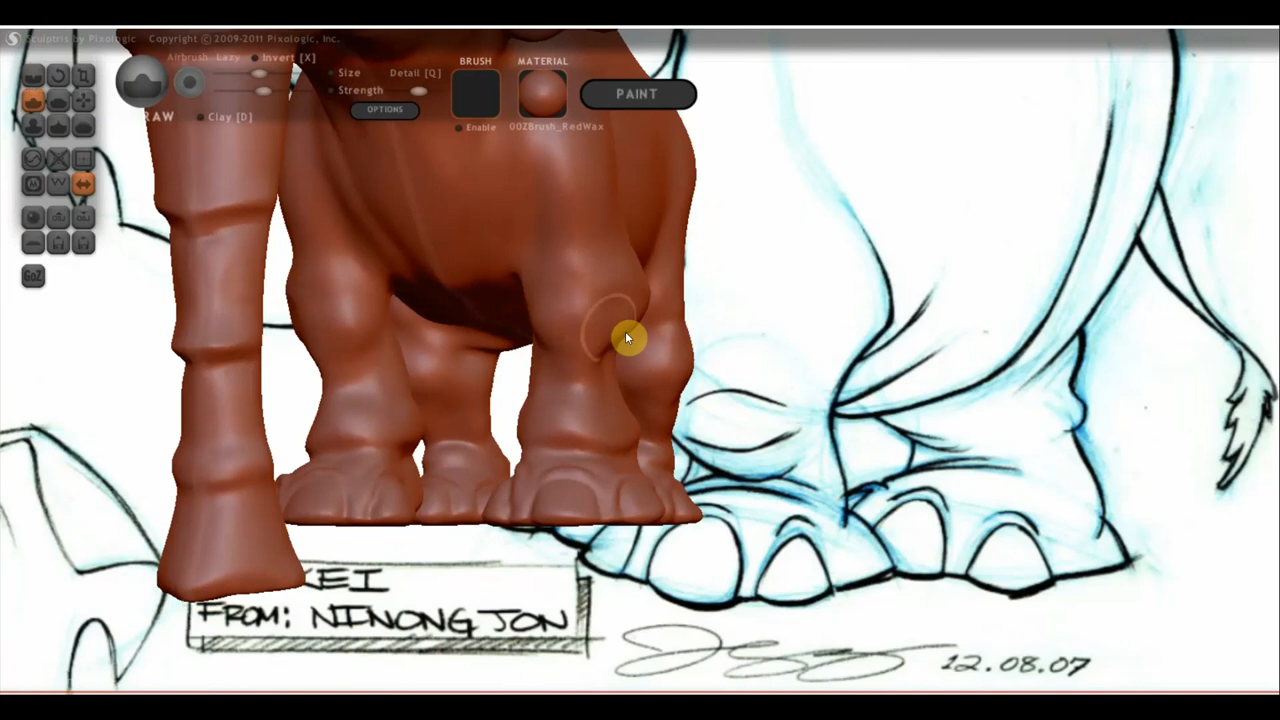 Sculptris by Pixologic Copyright © 2009-2011 Pixologic, Inc.
Airbrush Lazy Invert [X]
BRUSH MATERIAL
Size Detail [Q]
Strength
PAINT
OPTIONS
RAW Clay [D]
Enable 00ZBrush_RedWax
GoZ
KEI
FROM: NINONG JON
12.08.07